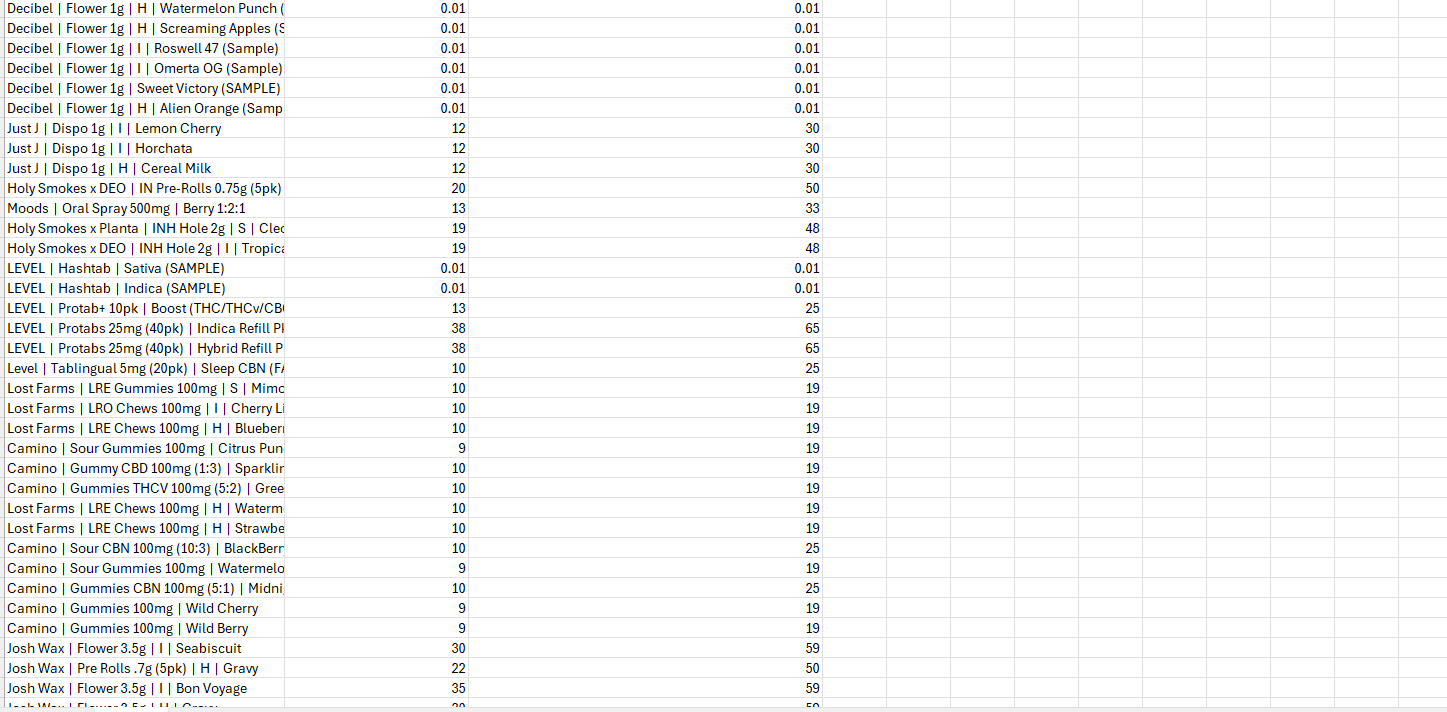 Decibel | Flower 1g | H | Watermelon Punch ( 0.01 0.01
Decibel | Flower 1g | H | Screaming Apples (S 0.01 0.01
Decibel | Flower 1g | I | Roswell 47 (Sample) 0.01 0.01
Decibel | Flower 1g | I | Omerta OG (Sample) 0.01 0.01
Decibel | Flower 1g | Sweet Victory (SAMPLE) 0.01 0.01
Decibel | Flower 1g | H | Alien Orange (Samp 0.01 0.01
Just J | Dispo 1g | I | Lemon Cherry 12 30
Just J | Dispo 1g | I | Horchata 12 30
Just J | Dispo 1g | H | Cereal Milk 12 30
Holy Smokes x DEO | IN Pre-Rolls 0.75g (5pk) 20 50
Moods | Oral Spray 500mg | Berry 1:2:1 13 33
Holy Smokes x Planta | INH Hole 2g | S | Cleo 19 48
Holy Smokes x DEO | INH Hole 2g | I | Tropica 19 48
LEVEL | Hashtab | Sativa (SAMPLE) 0.01 0.01
LEVEL | Hashtab | Indica (SAMPLE) 0.01 0.01
LEVEL | Protab+ 10pk | Boost (THC/THCv/CB 13 25
LEVEL | Protabs 25mg (40pk) | Indica Refill P 38 65
LEVEL | Protabs 25mg (40pk) | Hybrid Refill P 38 65
Level | Tablingual 5mg (20pk) | Sleep CBN (FA 10 25
Lost Farms | LRE Gummies 100mg | S | Mimo 10 19
Lost Farms | LRO Chews 100mg | I | Cherry Li 10 19
Lost Farms | LRE Chews 100mg | H | Blueber 10 19
Camino | Sour Gummies 100mg | Citrus Pun 9 19
Camino | Gummy CBD 100mg (1:3) | Sparklin 10 19
Camino | Gummies THCV 100mg (5:2) | Gree 10 19
Lost Farms | LRE Chews 100mg | H | Waterm 10 19
Lost Farms | LRE Chews 100mg | H | Strawbe 10 19
Camino | Sour CBN 100mg (10:3) | BlackBerr 10 25
Camino | Sour Gummies 100mg | Watermelo 9 19
Camino | Gummies CBN 100mg (5:1) | Midni 10 25
Camino | Gummies 100mg | Wild Cherry 9 19
Camino | Gummies 100mg | Wild Berry 9 19
Josh Wax | Flower 3.5g | I | Seabiscuit 30 59
Josh Wax | Pre Rolls .7g (5pk) | H | Gravy 22 50
Josh Wax | Flower 3.5g | I | Bon Voyage 35 59